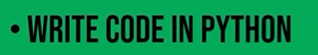 • WRITE CODE IN PYTHON